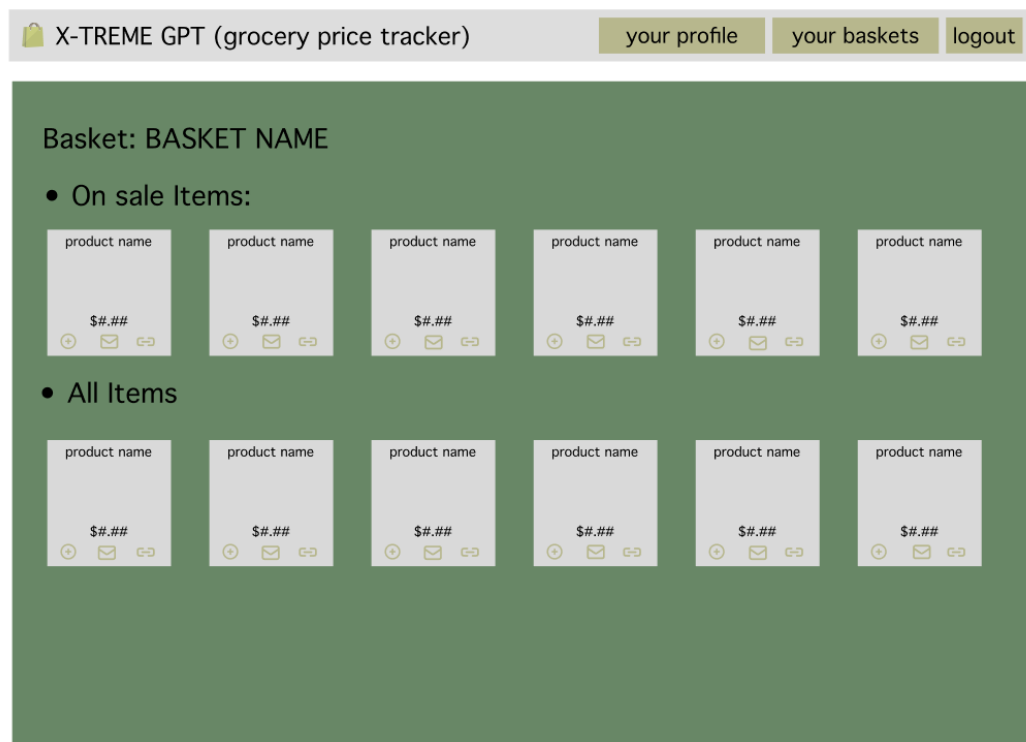 X-TREME GPT (grocery price tracker) your profile your baskets logout
Basket: BASKET NAME
• On sale Items:
product name product name product name product name product name product name
$#.## $#.## $#.## $#.## $#.## $#.##
• All Items
product name product name product name product name product name product name
$#.## $#.## $#.## $#.## $#.## $#.##